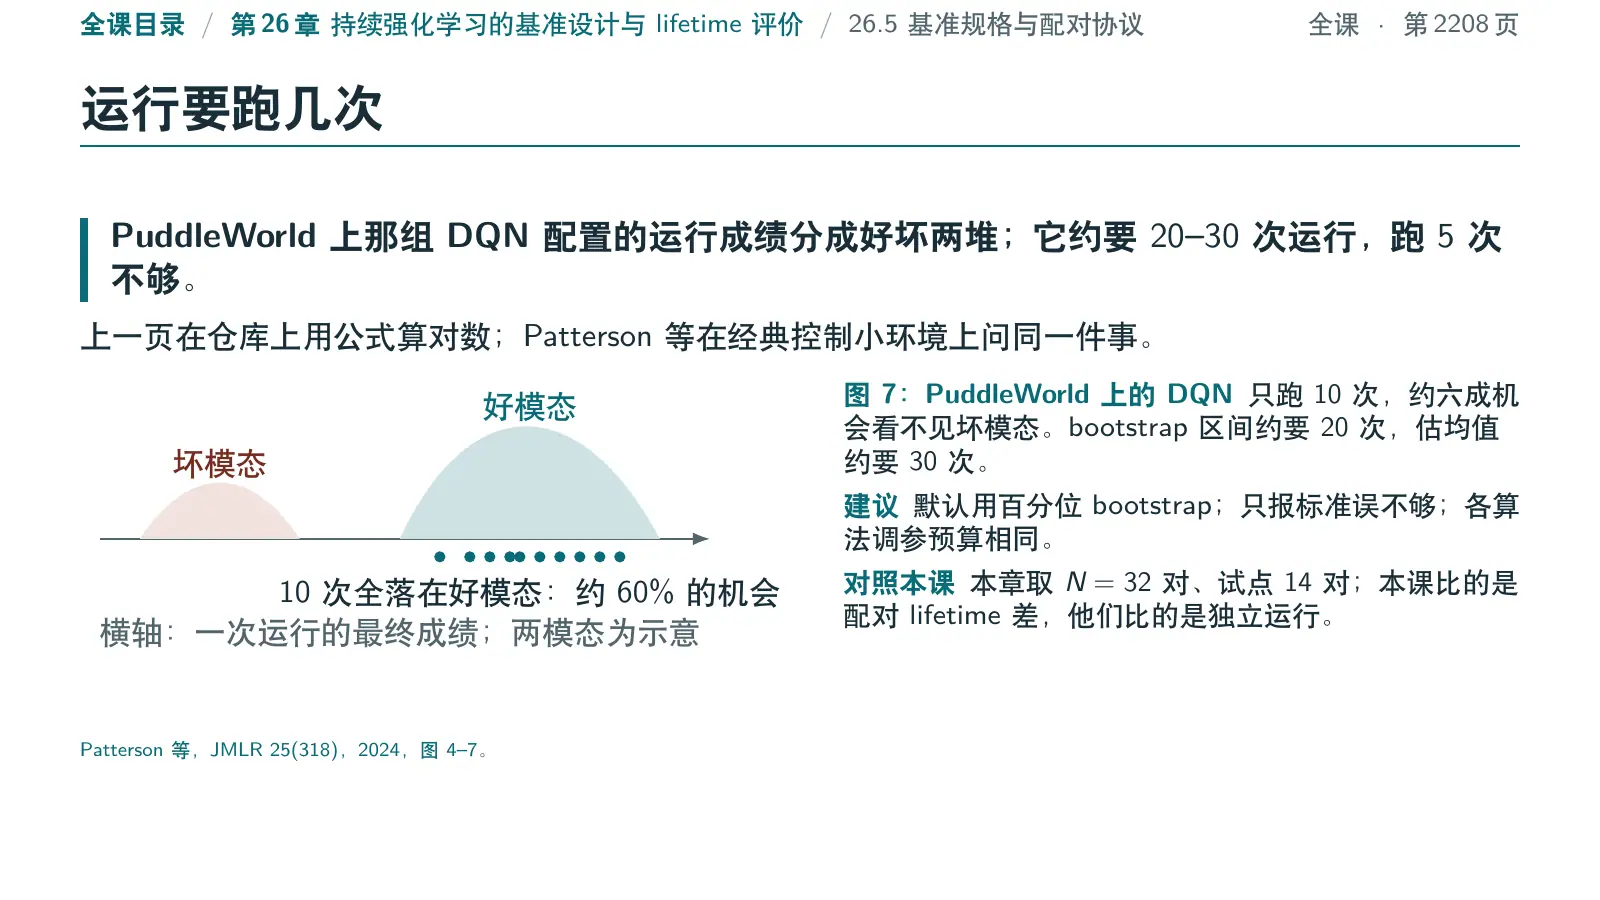 全课目录 / 第 26 章 持续强化学习的基准设计与 lifetime 评价 / 26.5 基准规格与配对协议 全课 · 第 2208 页
运行要跑几次
PuddleWorld 上那组 DQN 配置的运行成绩分成好坏两堆；它约要 20–30 次运行，跑 5 次
不够。
上一页在仓库上用公式算对数；Patterson 等在经典控制小环境上问同一件事。
好模态
坏模态
10 次全落在好模态：约 60% 的机会
横轴：一次运行的最终成绩；两模态为示意
图 7：PuddleWorld 上的 DQN 只跑 10 次，约六成机
会看不见坏模态。bootstrap 区间约要 20 次，估均值
约要 30 次。
建议 默认用百分位 bootstrap；只报标准误不够；各算
法调参预算相同。
对照本课 本章取 N = 32 对、试点 14 对；本课比的是
配对 lifetime 差，他们比的是独立运行。
Patterson 等，JMLR 25(318)，2024，图 4–7。